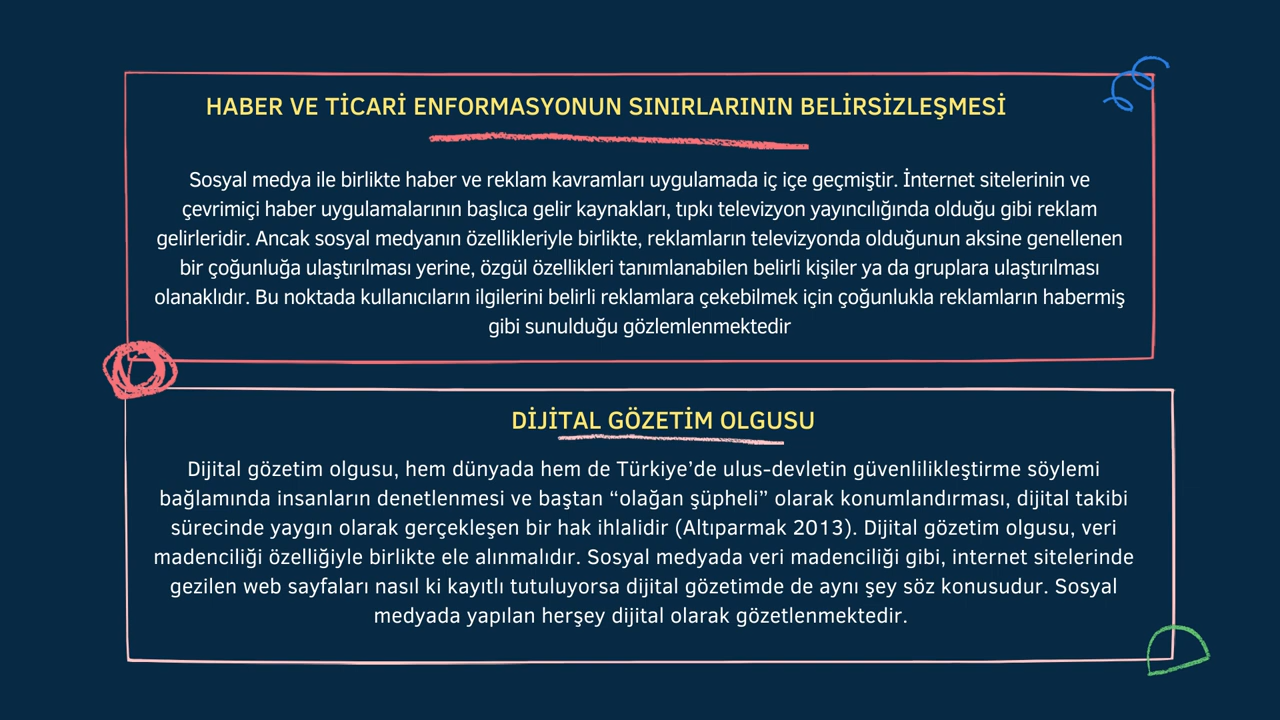 HABER VE TİCARİ ENFORMASYONUN SINIRLARININ BELİRSİZLEŞMESİ
Sosyal medya ile birlikte haber ve reklam kavramları uygulamada iç içe geçmiştir. İnternet sitelerinin ve
çevrimiçi haber uygulamalarının başlıca gelir kaynakları, tıpkı televizyon yayıncılığında olduğu gibi reklam
gelirleridir. Ancak sosyal medyanın özellikleriyle birlikte, reklamların televizyonda olduğunun aksine genellenen
bir çoğunluğa ulaştırılması yerine, özgül özellikleri tanımlanabilen belirli kişiler ya da gruplara ulaştırılması
olanaklıdır. Bu noktada kullanıcıların ilgilerini belirli reklamlara çekebilmek için çoğunlukla reklamların habermiş
gibi sunulduğu gözlemlenmektedir
DİJİTAL GÖZETİM OLGUSU
Dijital gözetim olgusu, hem dünyada hem de Türkiye’de ulus-devletin güvenlilikleştirme söylemi
bağlamında insanların denetlenmesi ve baştan “olağan şüpheli” olarak konumlandırması, dijital takibi
sürecinde yaygın olarak gerçekleşen bir hak ihlalidir (Altıparmak 2013). Dijital gözetim olgusu, veri
madenciliği özelliğiyle birlikte ele alınmalıdır. Sosyal medyada veri madenciliği gibi, internet sitelerinde
gezilen web sayfaları nasıl ki kayıtlı tutuluyorsa dijital gözetimde de aynı şey söz konusudur. Sosyal
medyada yapılan herşey dijital olarak gözetlenmektedir.